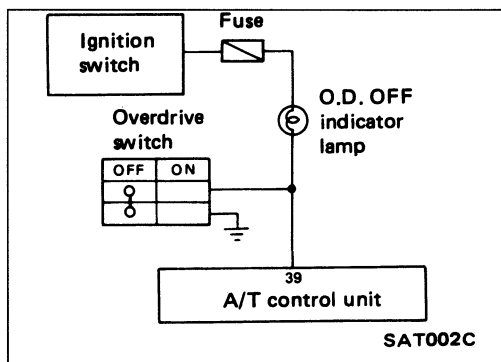 Fuse
Ignition
switch
O.D. OFF
indicator
lamp
Overdrive
switch
OFF ON
39
A/T control unit
SAT002C